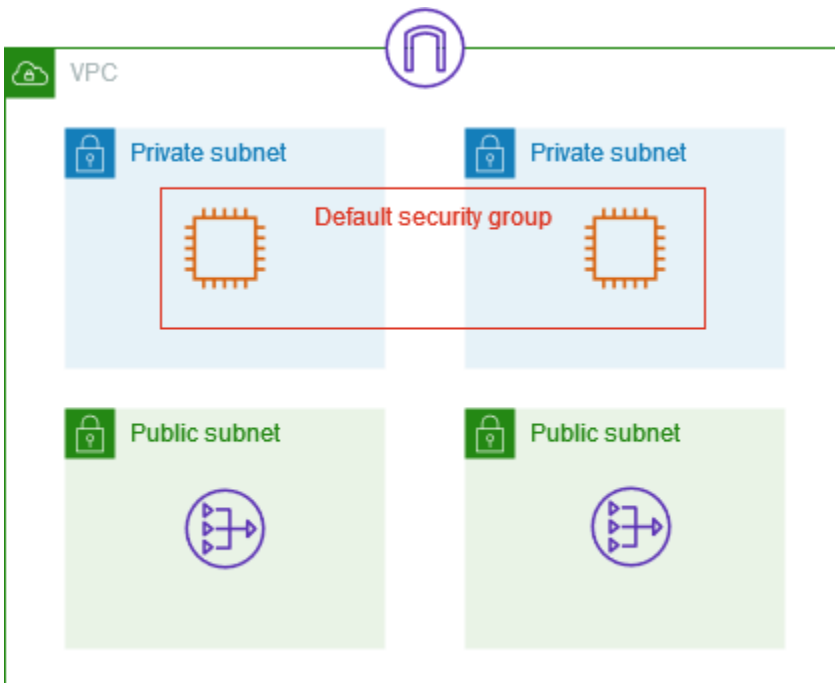 VPC
Private subnet
Private subnet
Default security group
Public subnet
Public subnet